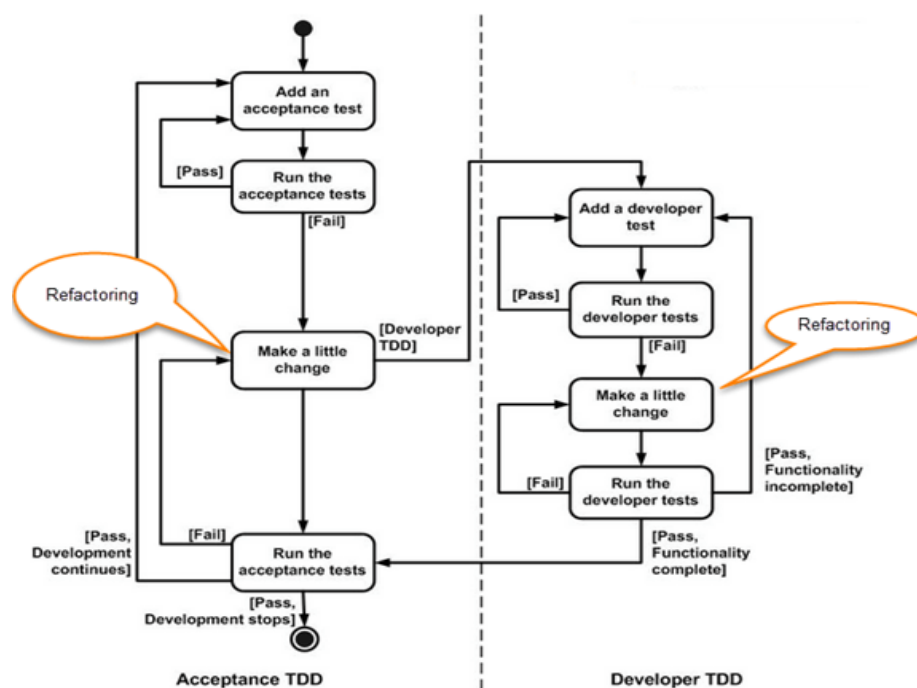 Add an
acceptance test
[Pass]
Run the
acceptance tests
[Fail]
Refactoring
Make a little
change
[Developer
TDD]
[Fail]
Run the
acceptance tests
[Pass,
Development
continues]
[Pass,
Development stops]
Acceptance TDD
Add a developer
test
[Pass]
Run the
developer tests
[Fail]
Refactoring
Make a little
change
[Fail]
Run the
developer tests
[Pass,
Functionality
incomplete]
[Pass,
Functionality
complete]
Developer TDD